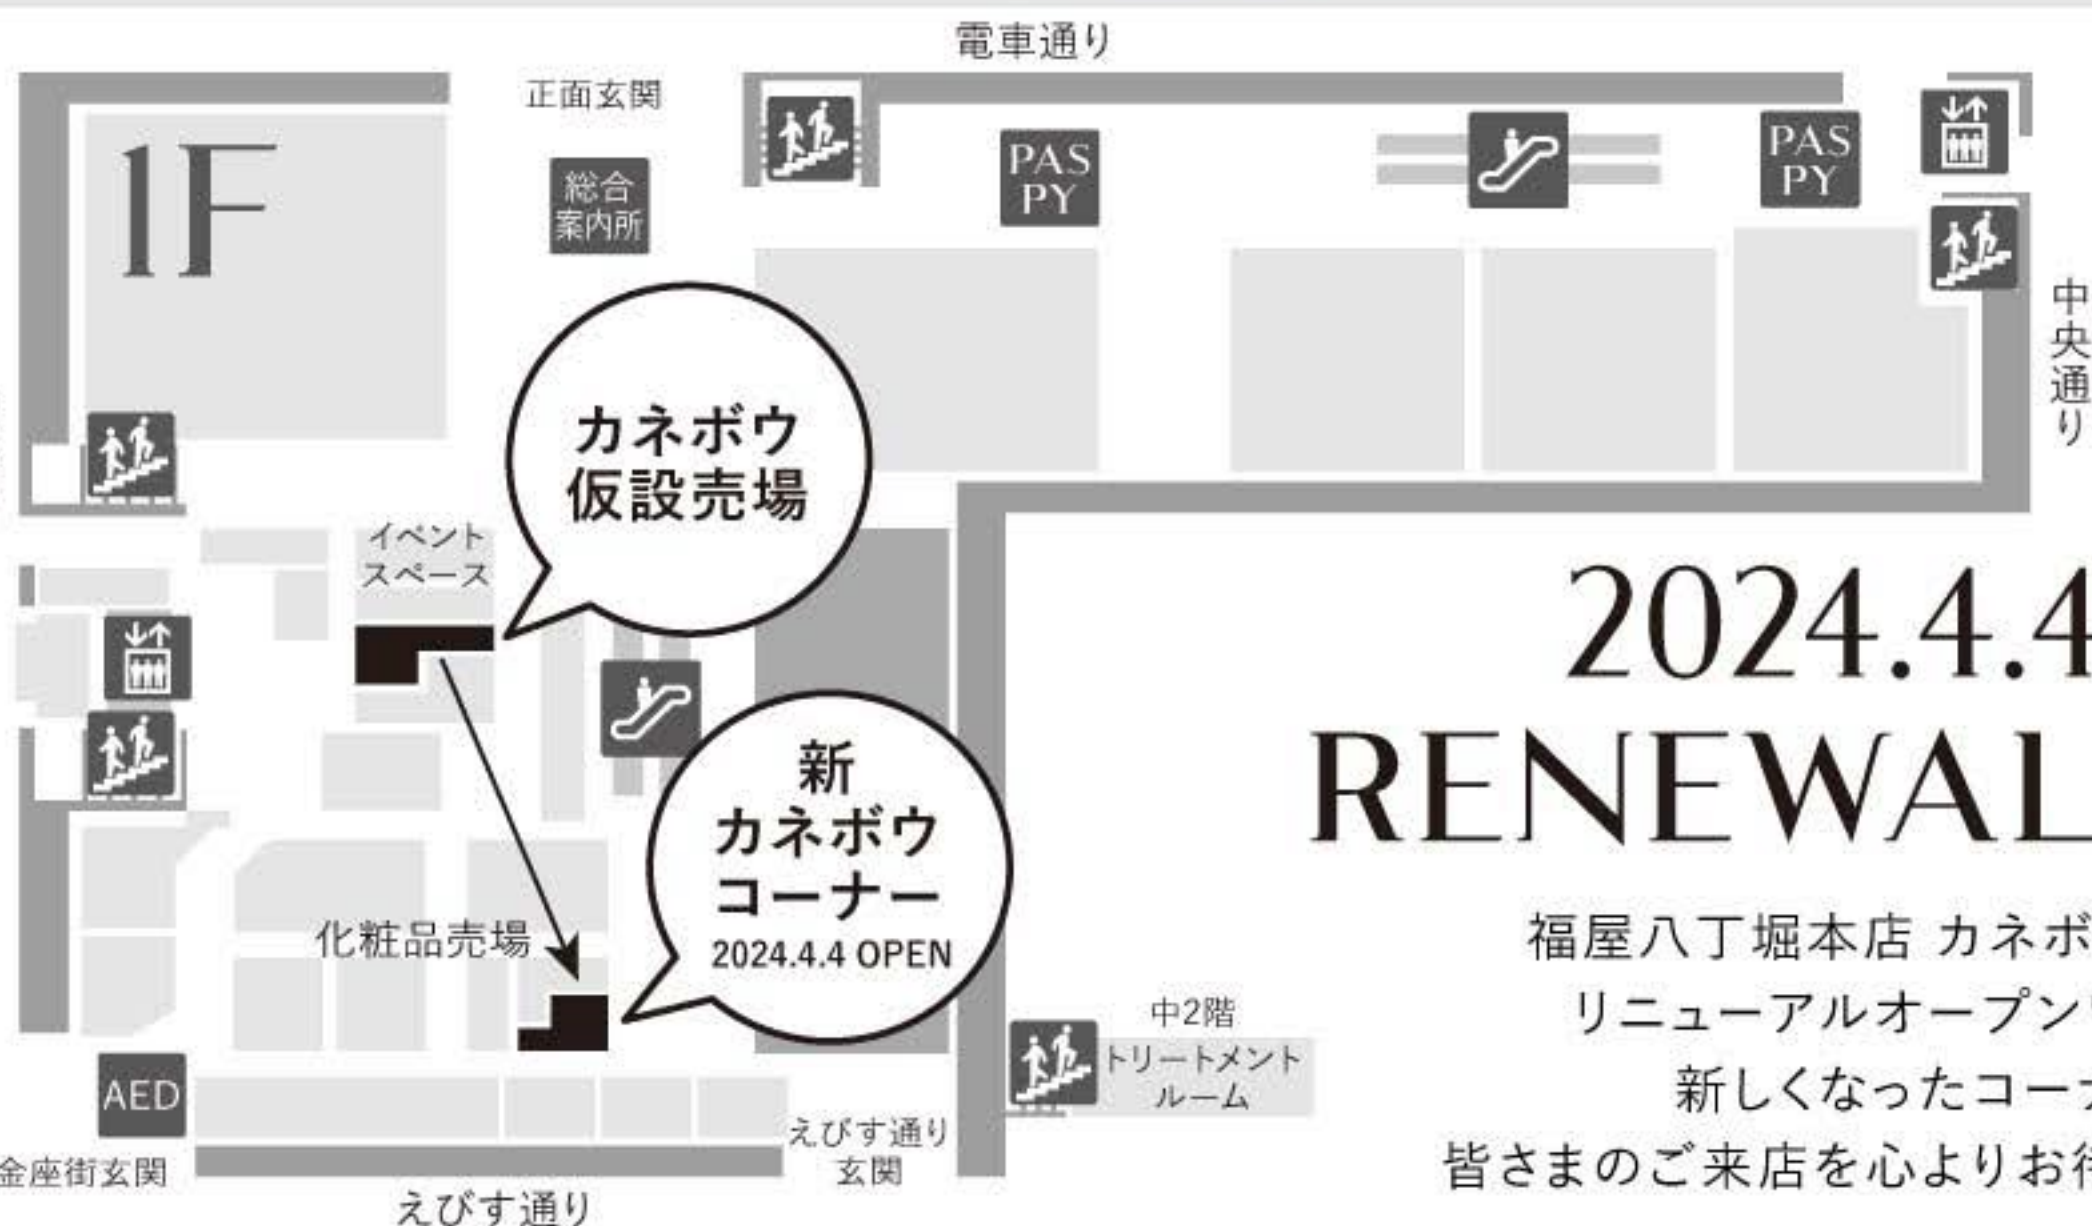 電車通り
正面玄関
1F
総合
案内所
PAS
PY
PAS
PY
中央通り
カネボウ
仮設売場
イベント
スペース
2024.4.4
RENEWAL
新
カネボウ
コーナー
2024.4.4 OPEN
化粧品売場
福屋八丁堀本店 カネボ
リニューアルオープン
新しくなったコー
皆さまのご来店を心よりお
中2階
トリートメント
ルーム
AED
金座街玄関
えびす通り
玄関
えびす通り